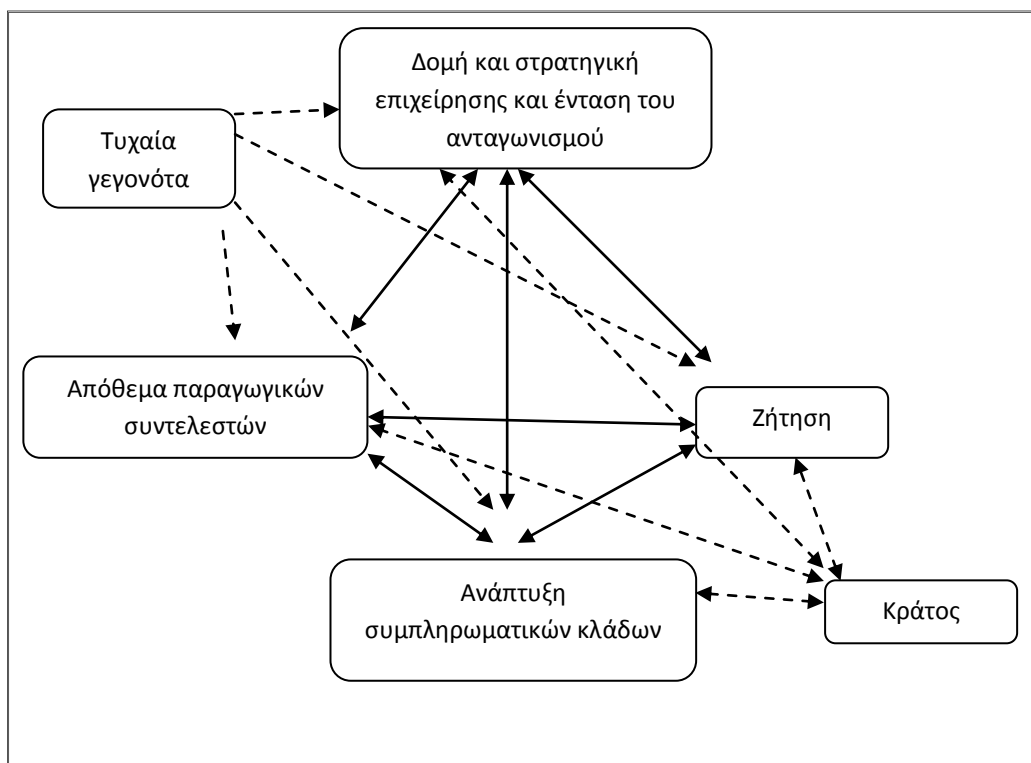 Δομή και στρατηγική
επιχείρησης και ένταση του
ανταγωνισμού
Τυχαία
γεγονότα
Απόθεμα παραγωγικών
συντελεστών
Ζήτηση
Ανάπτυξη
συμπληρωματικών κλάδων
Κράτος